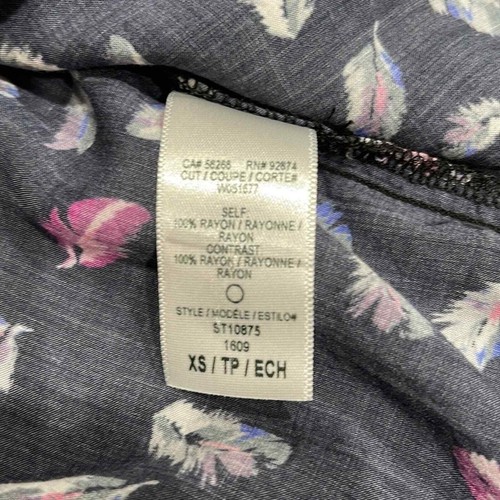 CA# 56266 RN# 92874
CUT / COUPE / CORTE#
W051677
SELF:
100% RAYON / RAYONNE /
RAYON
CONTRAST:
100% RAYON / RAYONNE /
RAYON
STYLE / MODÈLE / ESTILO#
ST10875
1609
XS / TP / ECH